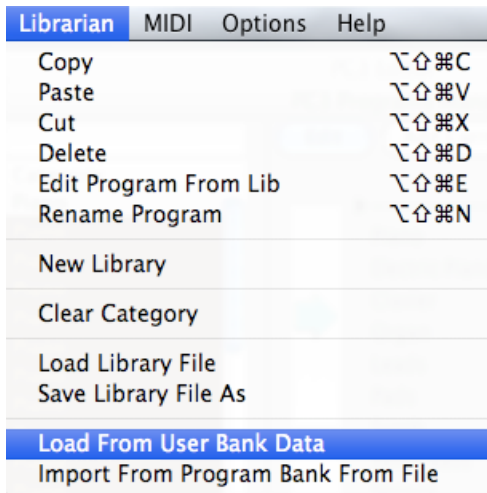 Librarian MIDI Options Help
Copy ⌥⇧⌘C
Paste ⌥⇧⌘V
Cut ⌥⇧⌘X
Delete ⌥⇧⌘D
Edit Program From Lib ⌥⇧⌘E
Rename Program ⌥⇧⌘N
New Library
Clear Category
Load Library File
Save Library File As
Load From User Bank Data
Import From Program Bank From File